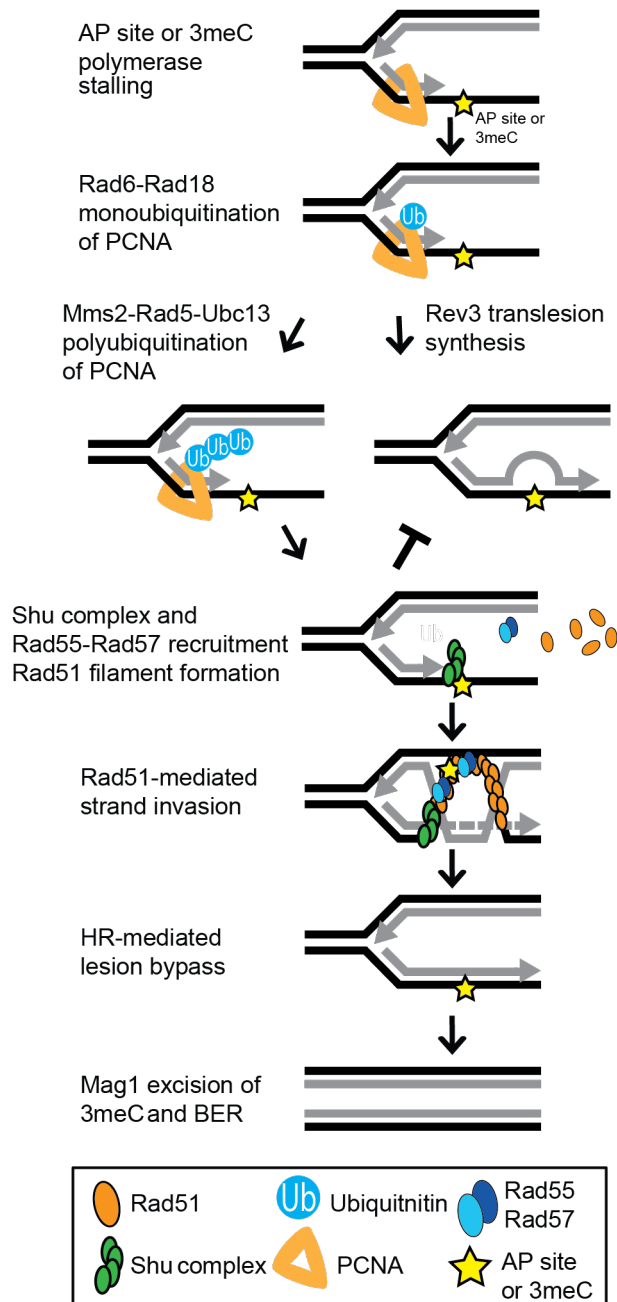 AP site or 3meC
polymerase
stalling
AP site or
3meC
Rad6-Rad18
monoubiquitination
of PCNA
Ub
Mms2-Rad5-Ubc13
polyubiquitination
of PCNA
Rev3 translesion
synthesis
Ub
Ub
Ub
Shu complex and
Rad55-Rad57 recruitment
Rad51 filament formation
Ub
Rad51-mediated
strand invasion
HR-mediated
lesion bypass
Mag1 excision of
3meC and BER
Rad51
Ub
Ubiquitnitin
Rad55
Rad57
Shu complex
PCNA
AP site
or 3meC